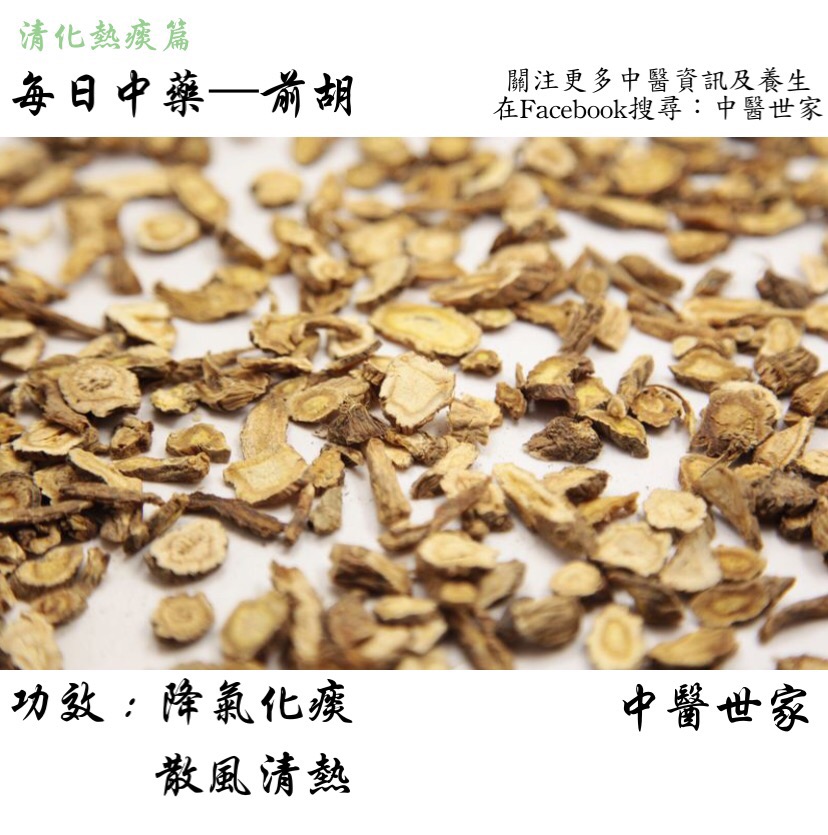 清化熱痰篇
每日中藥—前胡
關注更多中醫資訊及養生
在Facebook搜尋：中醫世家
功效：降氣化痰
散風清熱
中醫世家